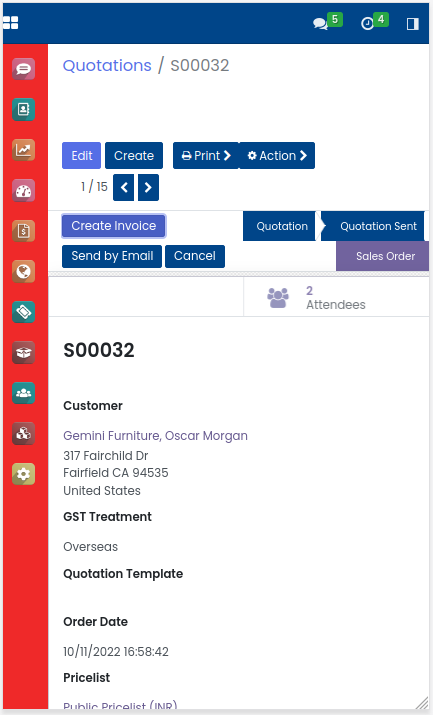 5 4
Quotations / S00032
Edit Create Print Action
1 / 15
Create Invoice Quotation Quotation Sent
Send by Email Cancel Sales Order
2
Attendees
S00032
Customer
Gemini Furniture, Oscar Morgan
317 Fairchild Dr
Fairfield CA 94535
United States
GST Treatment
Overseas
Quotation Template
Order Date
10/11/2022 16:58:42
Pricelist
Public Pricelist (INR)